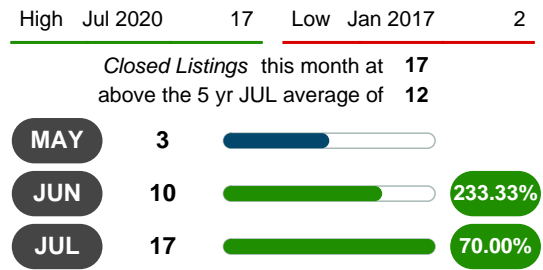 High Jul 2020 17 Low Jan 2017 2
Closed Listings this month at 17
above the 5 yr JUL average of 12
MAY 3
JUN 10 233.33%
JUL 17 70.00%